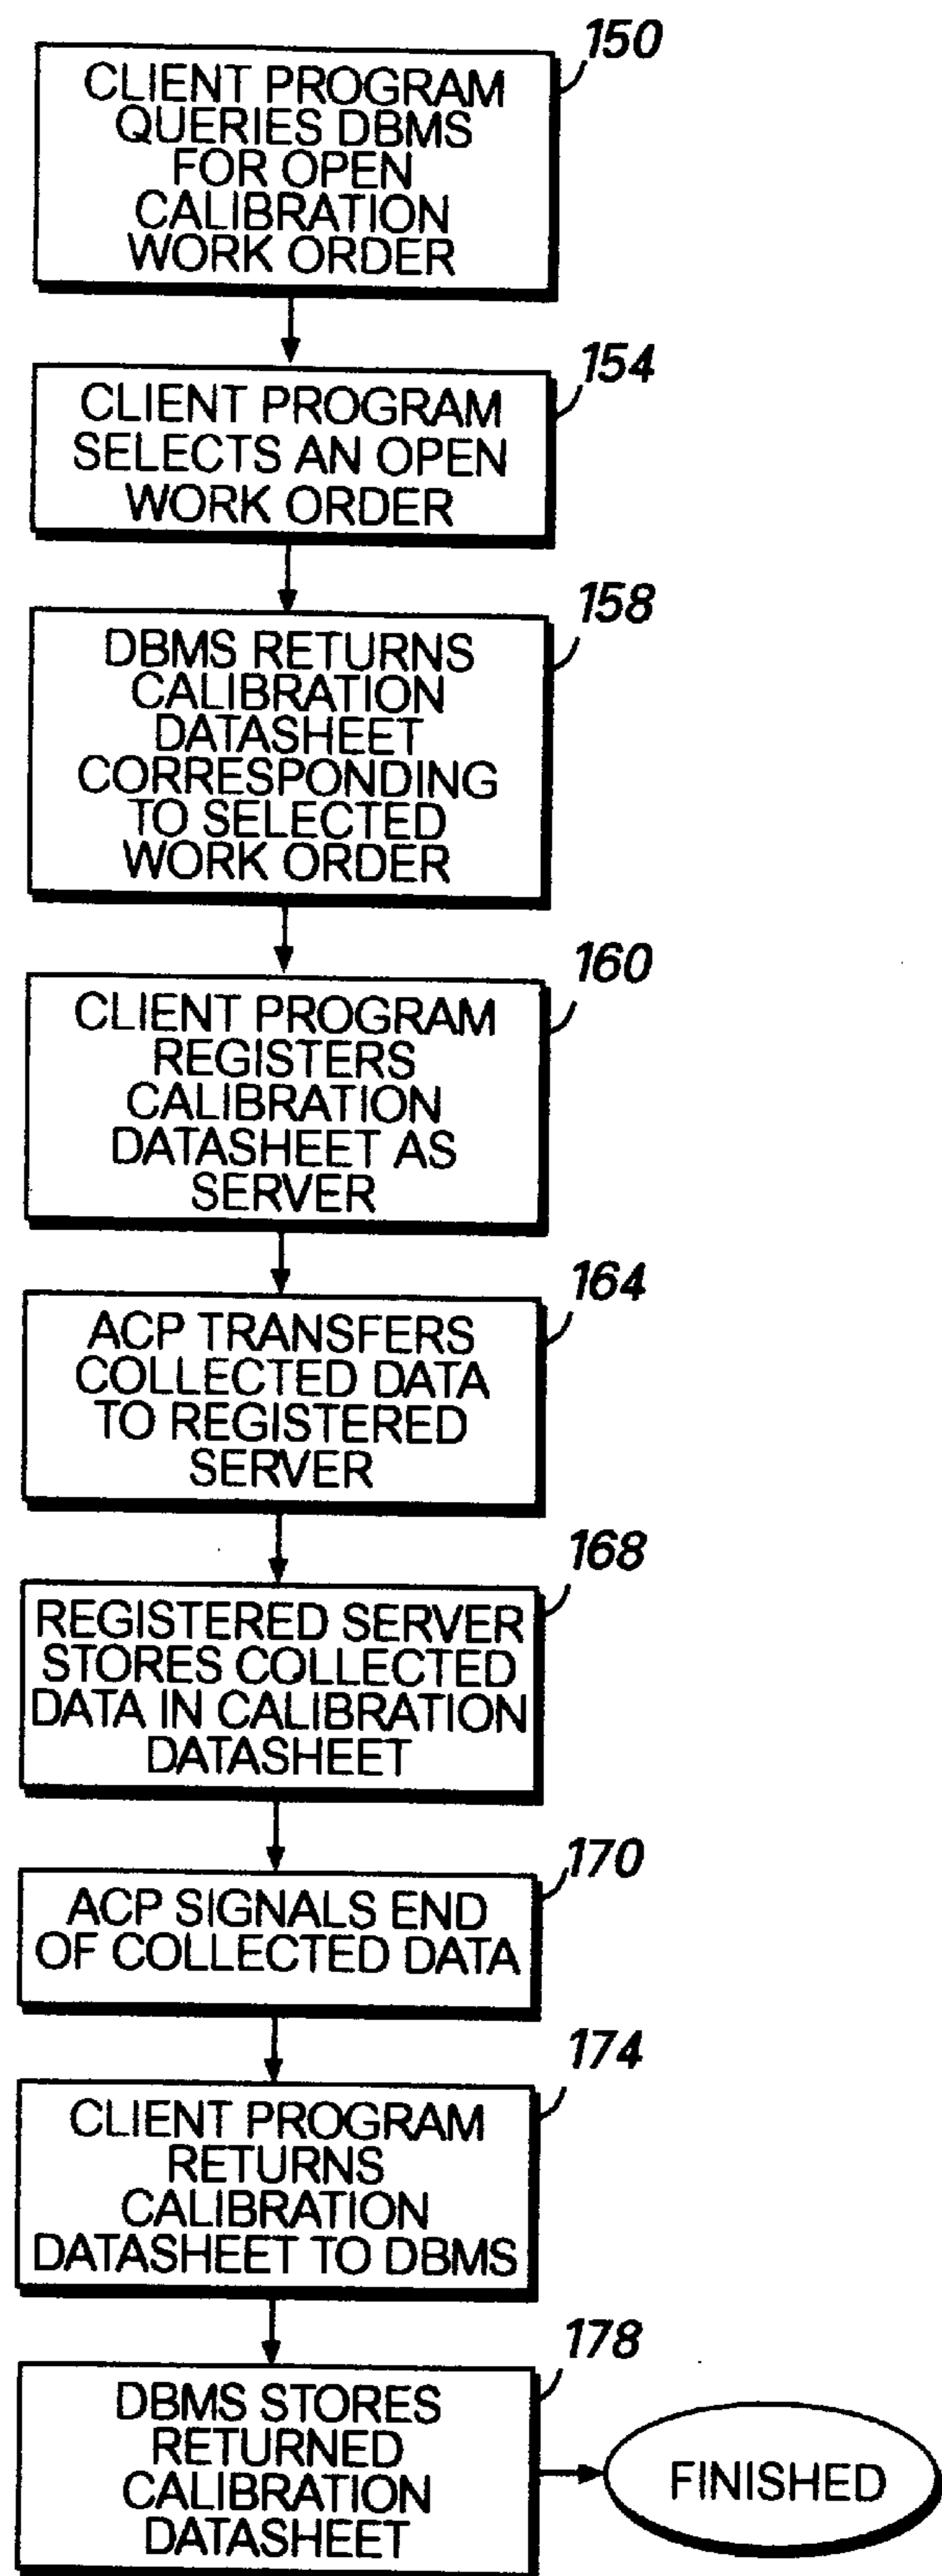 150
CLIENT PROGRAM
QUERIES DBMS
FOR OPEN
CALIBRATION
WORK ORDER
154
CLIENT PROGRAM
SELECTS AN OPEN
WORK ORDER
158
DBMS RETURNS
CALIBRATION
DATASHEET
CORRESPONDING
TO SELECTED
WORK ORDER
160
CLIENT PROGRAM
REGISTERS
CALIBRATION
DATASHEET AS
SERVER
164
ACP TRANSFERS
COLLECTED DATA
TO REGISTERED
SERVER
168
REGISTERED SERVER
STORES COLLECTED
DATA IN CALIBRATION
DATASHEET
170
ACP SIGNALS END
OF COLLECTED DATA
174
CLIENT PROGRAM
RETURNS
CALIBRATION
DATASHEET TO DBMS
178
DBMS STORES
RETURNED
CALIBRATION
DATASHEET
FINISHED